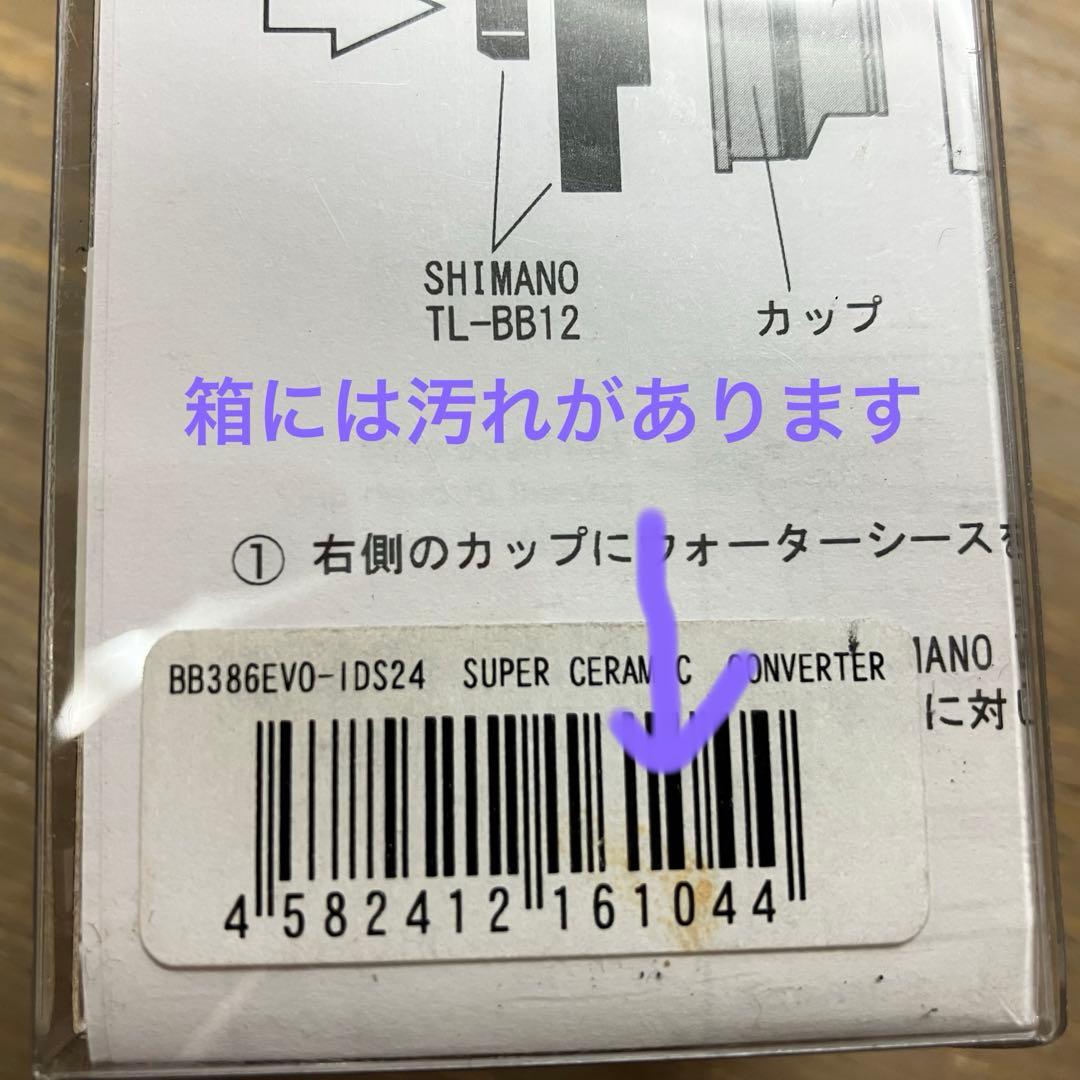 SHIMANO
TL-BB12
カップ
箱には汚れがあります
① 右側のカップにウォーターシースを
BB386EVO-IDS24 SUPER CERAMIC CONVERTER
MANO
に対し
4 582412 161044